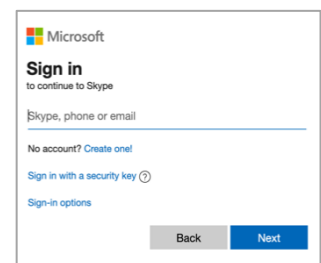 Microsoft
Sign in
to continue to Skype
Skype, phone or email
No account? Create one!
Sign in with a security key ?
Sign-in options
Back Next